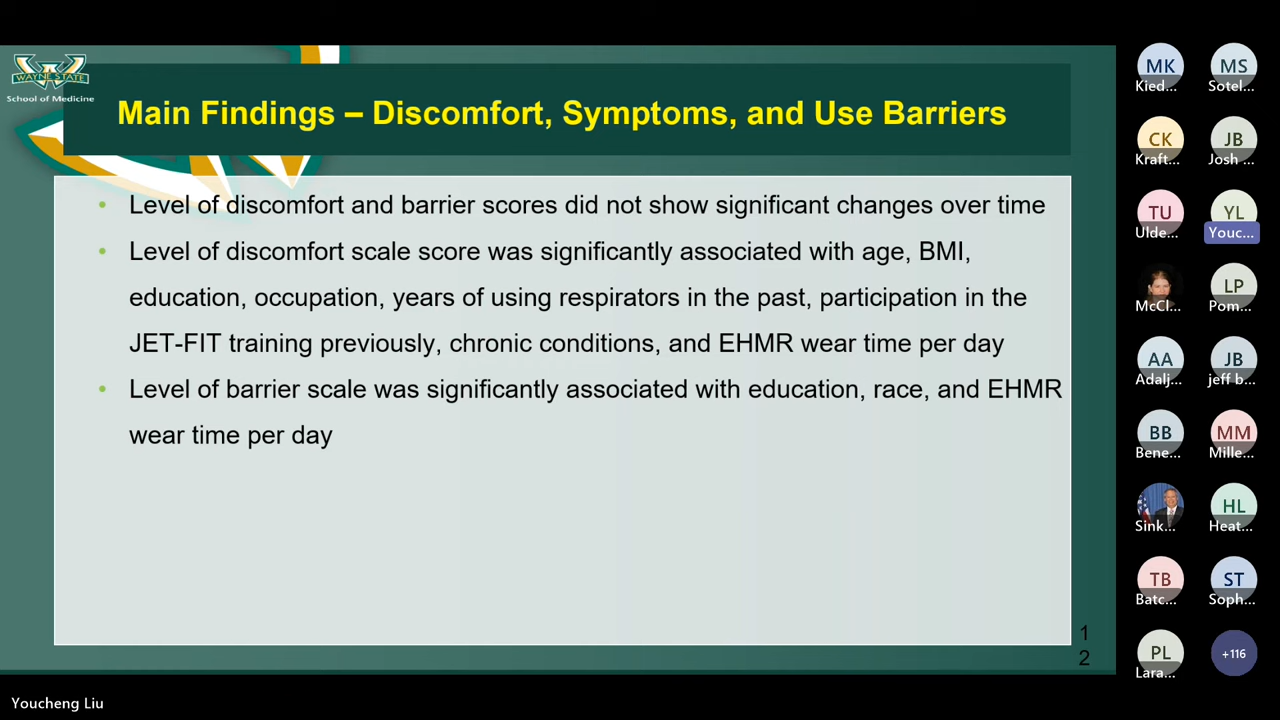 WAYNE STATE
School of Medicine
Main Findings – Discomfort, Symptoms, and Use Barriers
• Level of discomfort and barrier scores did not show significant changes over time
• Level of discomfort scale score was significantly associated with age, BMI,
education, occupation, years of using respirators in the past, participation in the
JET-FIT training previously, chronic conditions, and EHMR wear time per day
• Level of barrier scale was significantly associated with education, race, and EHMR
wear time per day
1
2
MK
Kied...
MS
Sotel...
CK
Kraft...
JB
Josh ...
TU
Ulde...
YL
Youc...
McCl...
LP
Pom...
AA
Adalj...
JB
jeff b...
BB
Bene...
MM
Mille...
Sink...
HL
Heat...
TB
Batc...
ST
Soph...
PL
Lara...
+116
Youcheng Liu